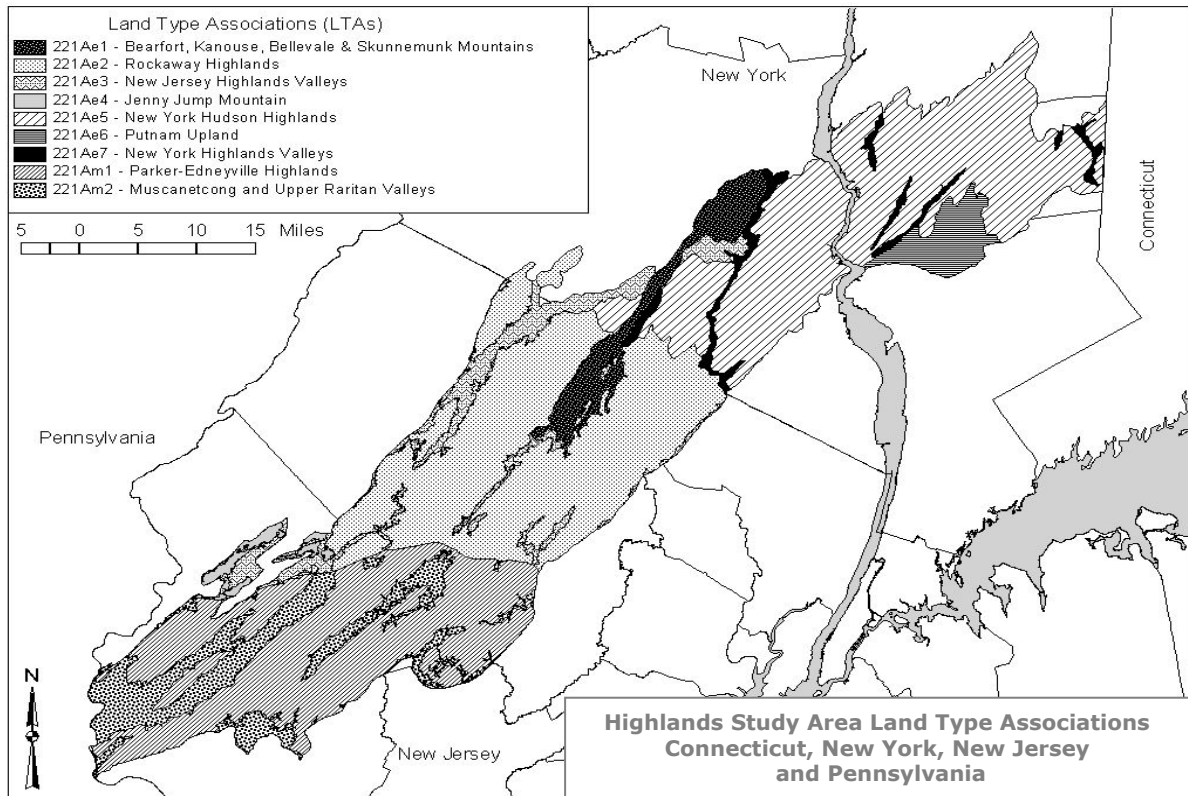 Land Type Associations (LTAs)
221Ae1 - Bearfort, Kanouse, Bellevale & Skunnemunk Mountains
221Ae2 - Rockaway Highlands
221Ae3 - New Jersey Highlands Valleys
221Ae4 - Jenny Jump Mountain
221Ae5 - New York Hudson Highlands
221Ae6 - Putnam Upland
221Ae7 - New York Highlands Valleys
221Am1 - Parker-Edneyville Highlands
221Am2 - Muscanetcong and Upper Raritan Valleys
5 0 5 10 15 Miles
New York
Connecticut
Pennsylvania
N
New Jersey
Highlands Study Area Land Type Associations
Connecticut, New York, New Jersey
and Pennsylvania